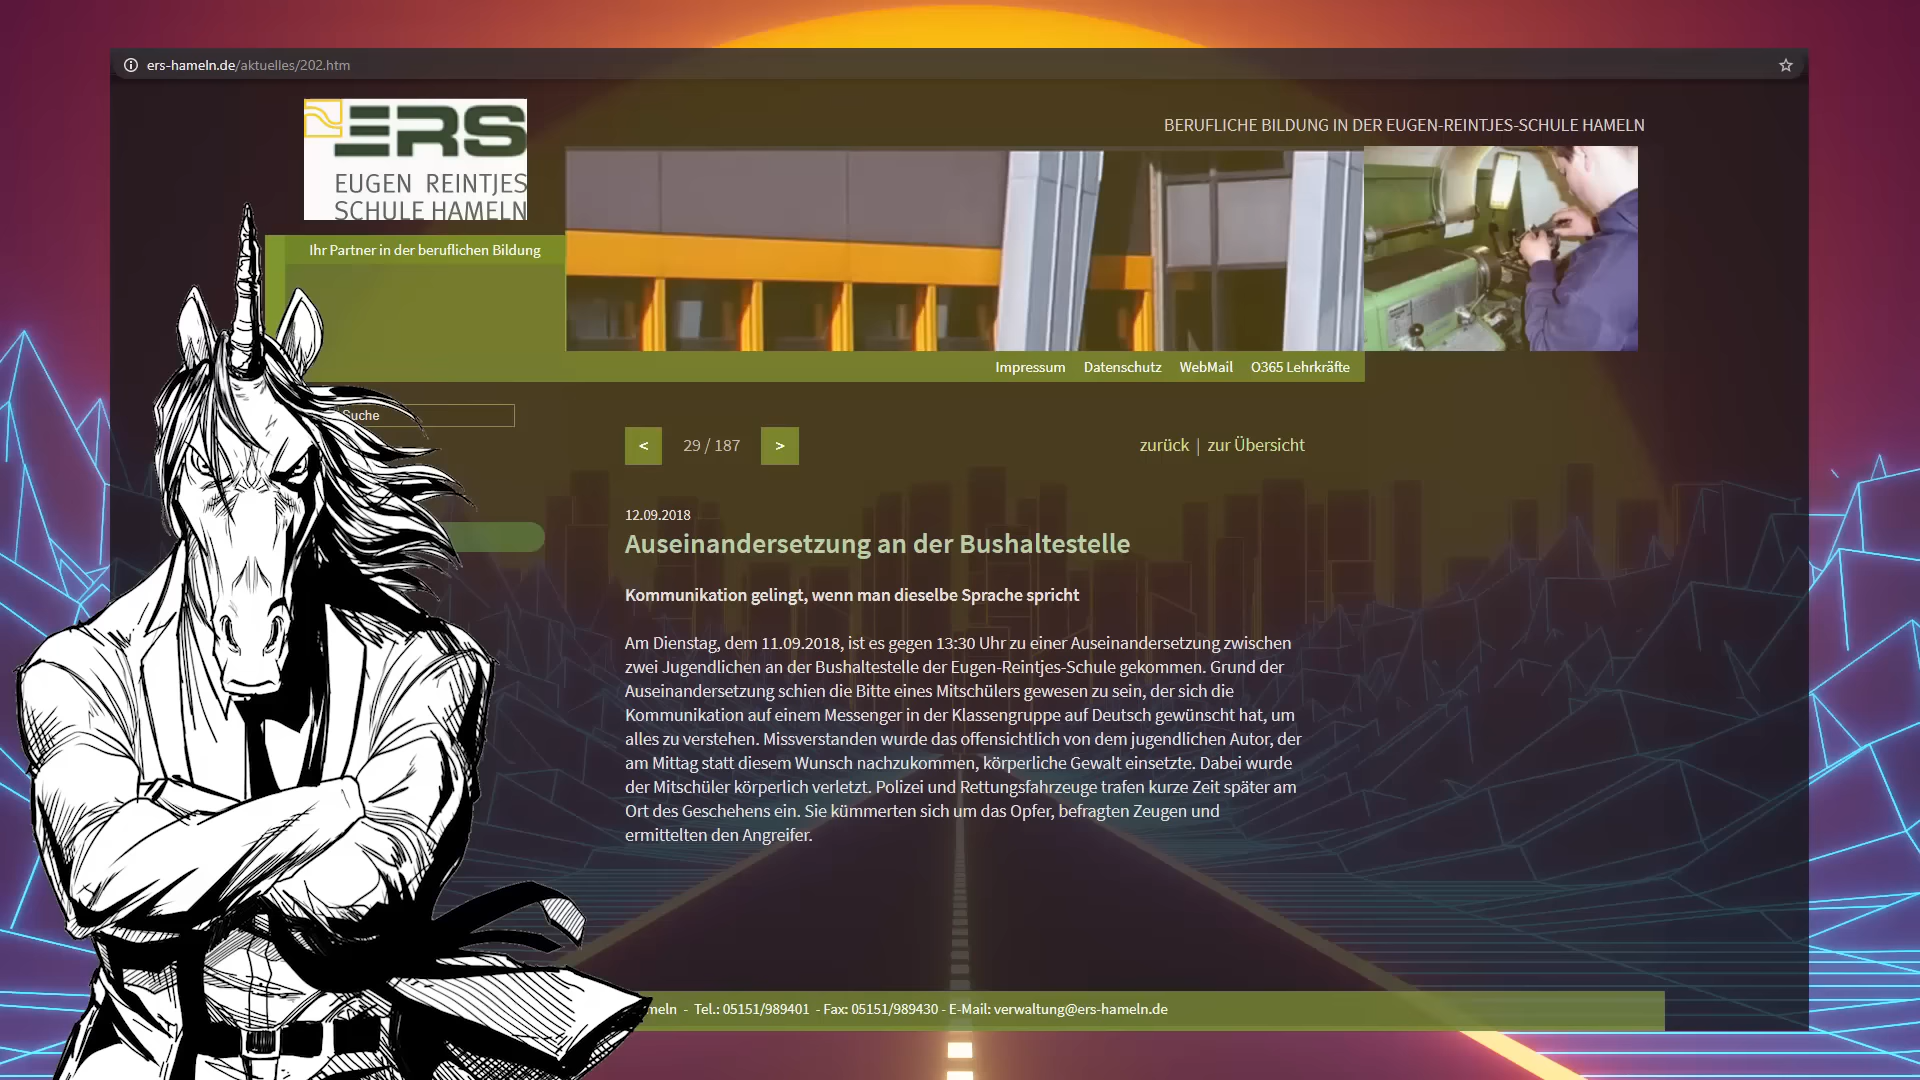 ers-hameln.de/aktuelles/202.htm
ERS
EUGEN REINTJES
SCHULE HAMELN
BERUFLICHE BILDUNG IN DER EUGEN-REINTJES-SCHULE HAMELN
Ihr Partner in der beruflichen Bildung
Impressum Datenschutz WebMail O365 Lehrkräfte
Suche
< 29 / 187 > zurück | zur Übersicht
12.09.2018
Auseinandersetzung an der Bushaltestelle
Kommunikation gelingt, wenn man dieselbe Sprache spricht
Am Dienstag, dem 11.09.2018, ist es gegen 13:30 Uhr zu einer Auseinandersetzung zwischen
zwei Jugendlichen an der Bushaltestelle der Eugen-Reintjes-Schule gekommen. Grund der
Auseinandersetzung schien die Bitte eines Mitschülers gewesen zu sein, der sich die
Kommunikation auf einem Messenger in der Klassengruppe auf Deutsch gewünscht hat, um
alles zu verstehen. Missverstanden wurde das offensichtlich von dem jugendlichen Autor, der
am Mittag statt diesem Wunsch nachzukommen, körperliche Gewalt einsetzte. Dabei wurde
der Mitschüler körperlich verletzt. Polizei und Rettungsfahrzeuge trafen kurze Zeit später am
Ort des Geschehens ein. Sie kümmerten sich um das Opfer, befragten Zeugen und
ermittelten den Angreifer.
meln - Tel.: 05151/989401 - Fax: 05151/989430 - E-Mail: verwaltung@ers-hameln.de